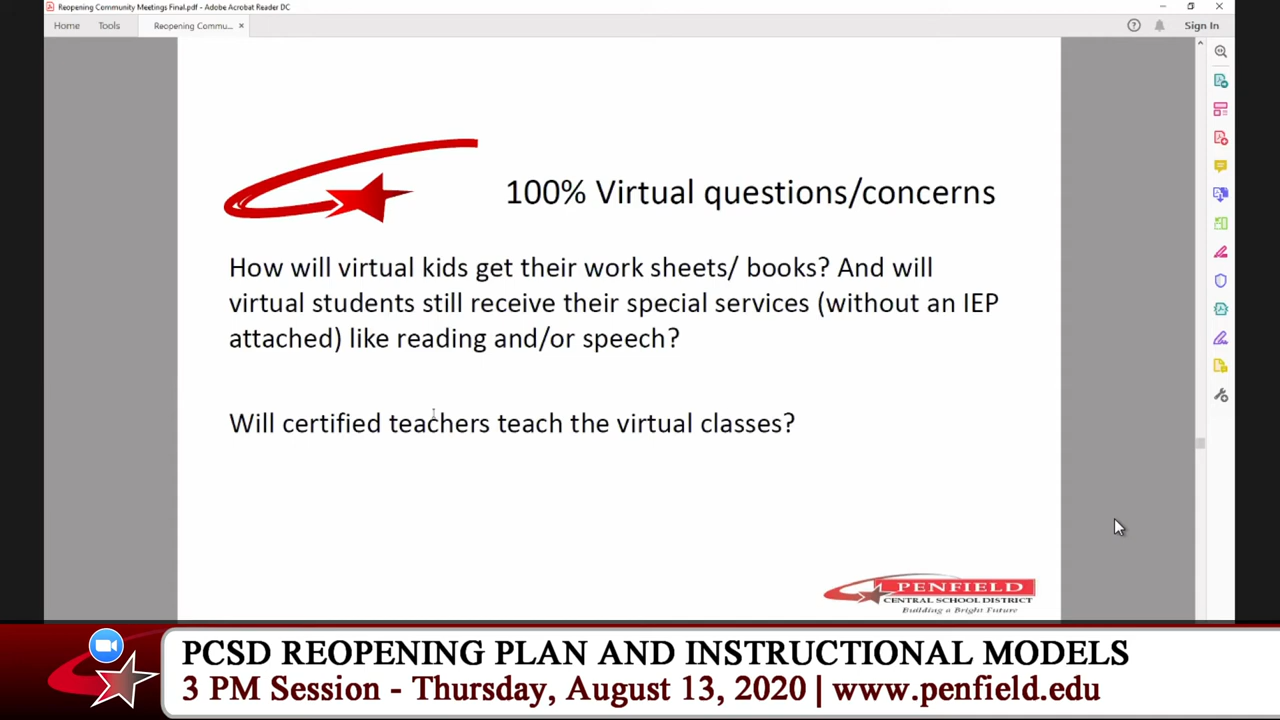 Reopening Community Meetings Final.pdf - Adobe Acrobat Reader DC
Home Tools Reopening Commu... × Sign In
100% Virtual questions/concerns
How will virtual kids get their work sheets/ books? And will
virtual students still receive their special services (without an IEP
attached) like reading and/or speech?
Will certified teachers teach the virtual classes?
PENFIELD
CENTRAL SCHOOL DISTRICT
Building a Bright Future
PCSD REOPENING PLAN AND INSTRUCTIONAL MODELS
3 PM Session - Thursday, August 13, 2020 | www.penfield.edu